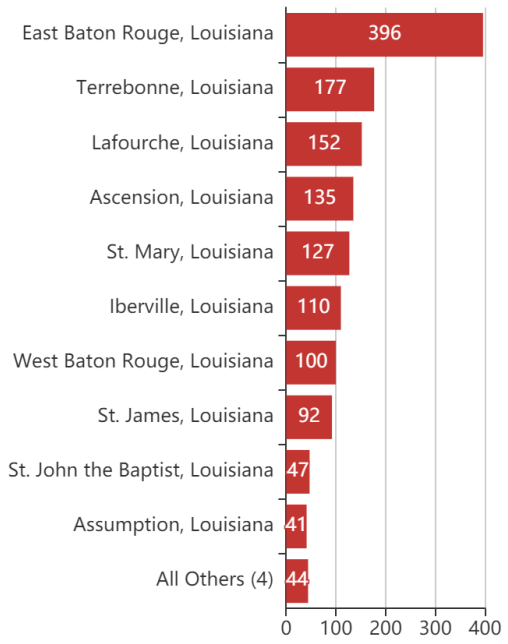 East Baton Rouge, Louisiana 396
Terrebonne, Louisiana 177
Lafourche, Louisiana 152
Ascension, Louisiana 135
St. Mary, Louisiana 127
Iberville, Louisiana 110
West Baton Rouge, Louisiana 100
St. James, Louisiana 92
St. John the Baptist, Louisiana 47
Assumption, Louisiana 41
All Others (4) 44
0 100 200 300 400